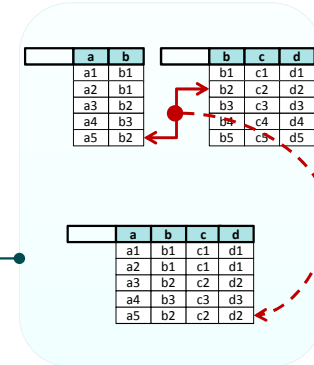 a b
a1 b1
a2 b1
a3 b2
a4 b3
a5 b2
b c d
b1 c1 d1
b2 c2 d2
b3 c3 d3
b4 c4 d4
b5 c5 d5
a b c d
a1 b1 c1 d1
a2 b1 c1 d1
a3 b2 c2 d2
a4 b3 c3 d3
a5 b2 c2 d2